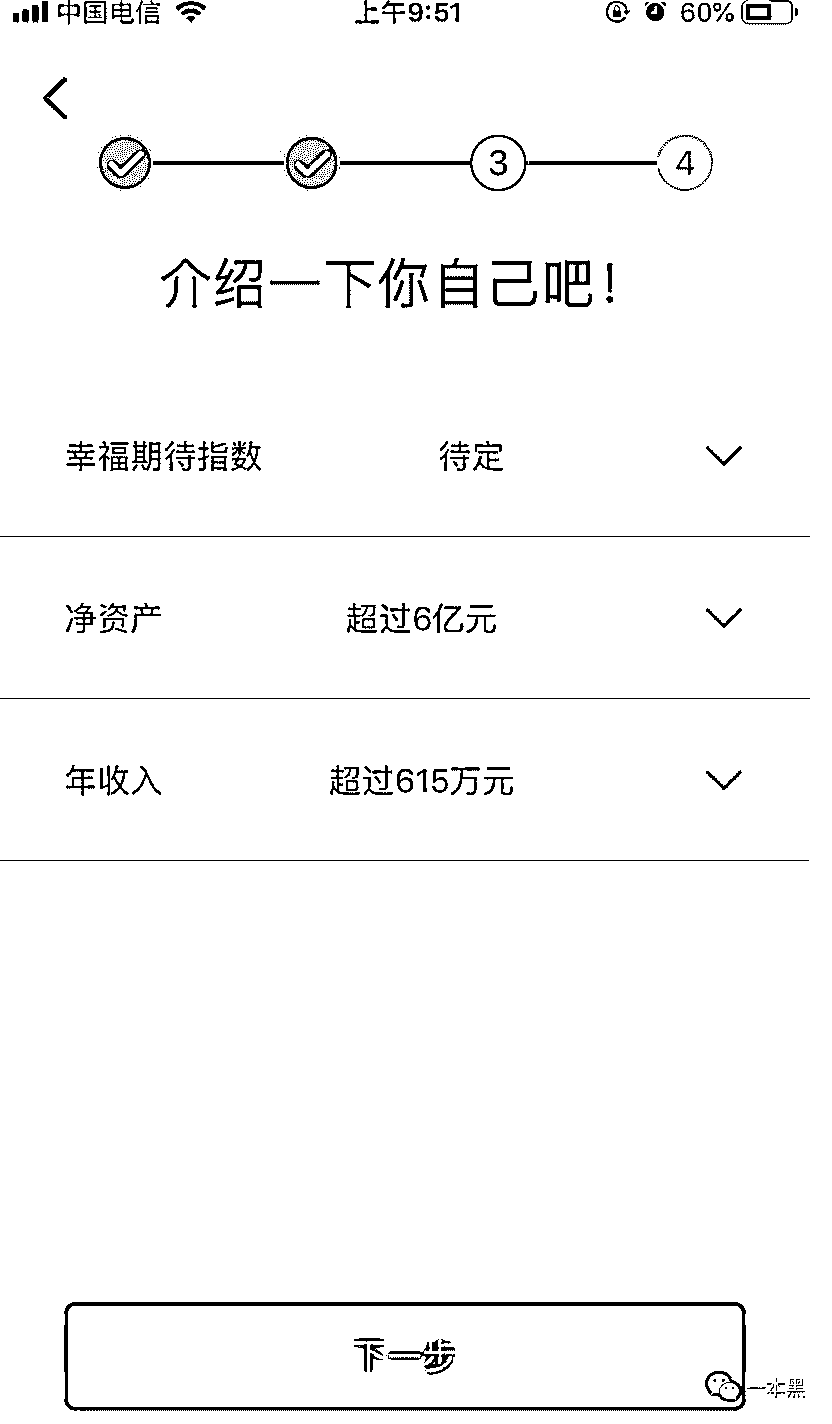 中国电信 上午9:51 60%
3 4
介绍一下你自己吧!
幸福期待指数 待定
净资产 超过6亿元
年收入 超过615万元
下一步
一本黑